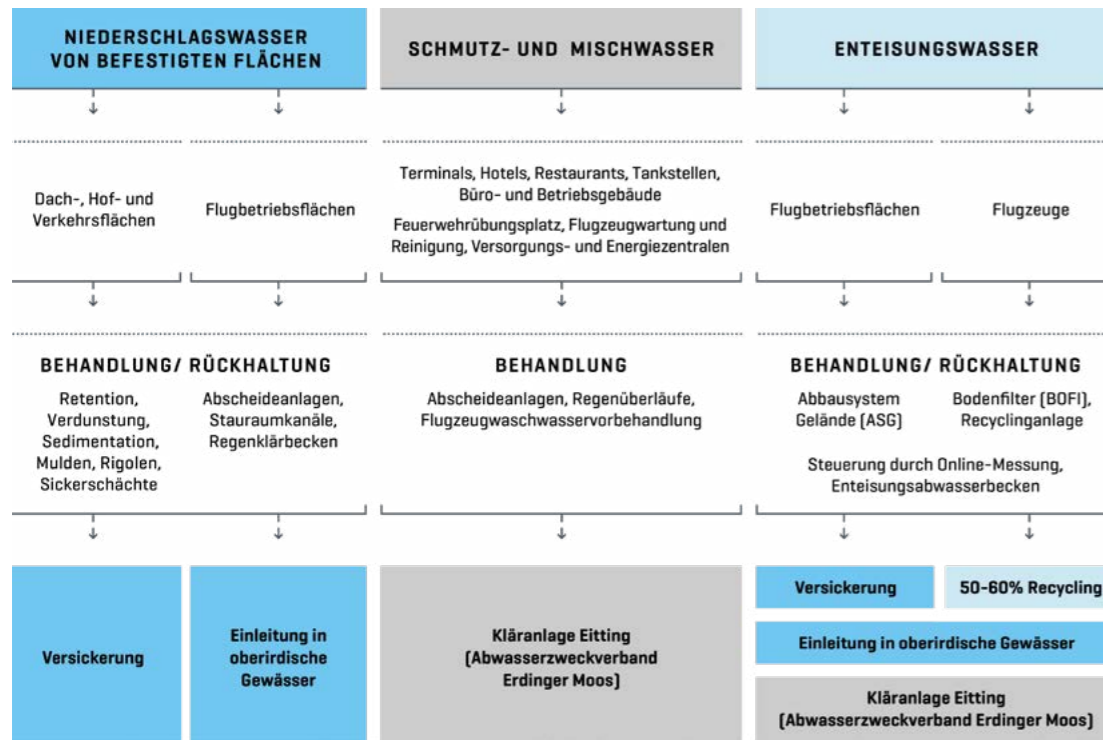 NIEDERSCHLAGSWASSER
VON BEFESTIGTEN FLÄCHEN
SCHMUTZ- UND MISCHWASSER
ENTEISUNGSWASSER
Dach-, Hof- und
Verkehrsflächen
Flugbetriebsflächen
Terminals, Hotels, Restaurants, Tankstellen,
Büro- und Betriebsgebäude
Feuerwehrübungsplatz, Flugzeugwartung und
Reinigung, Versorgungs- und Energiezentralen
Flugbetriebsflächen
Flugzeuge
BEHANDLUNG/ RÜCKHALTUNG
Retention,
Verdunstung,
Sedimentation,
Mulden, Rigolen,
Sickerschächte
Abscheideanlagen,
Stauraumkanäle,
Regenklärbecken
BEHANDLUNG
Abscheideanlagen, Regenüberläufe,
Flugzeugwaschwasservorbehandlung
BEHANDLUNG/ RÜCKHALTUNG
Abbausystem
Gelände (ASG)
Bodenfilter (BOFI),
Recyclinganlage
Steuerung durch Online-Messung,
Enteisungsabwasserbecken
Versickerung
Einleitung in
oberirdische
Gewässer
Kläranlage Eitting
(Abwasserzweckverband
Erdinger Moos)
Versickerung
50-60% Recycling
Einleitung in oberirdische Gewässer
Kläranlage Eitting
(Abwasserzweckverband Erdinger Moos)